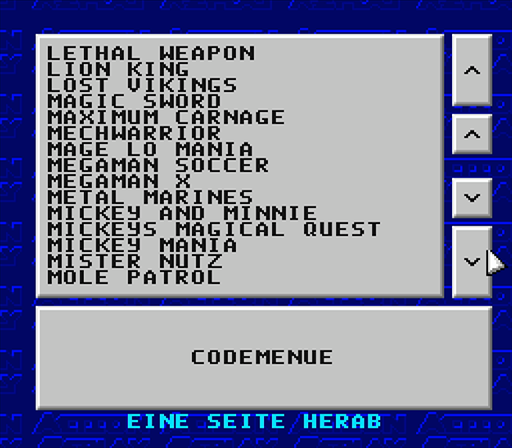 LETHAL WEAPON
LION KING
LOST VIKINGS
MAGIC SWORD
MAXIMUM CARNAGE
MECHWARRIOR
MAGE LO MANIA
MEGAMAN SOCCER
MEGAMAN X
METAL MARINES
MICKEY AND MINNIE
MICKEYS MAGICAL QUEST
MICKEY MANIA
MISTER NUTZ
MOLE PATROL
CODEMENUE
EINE SEITE HERAB